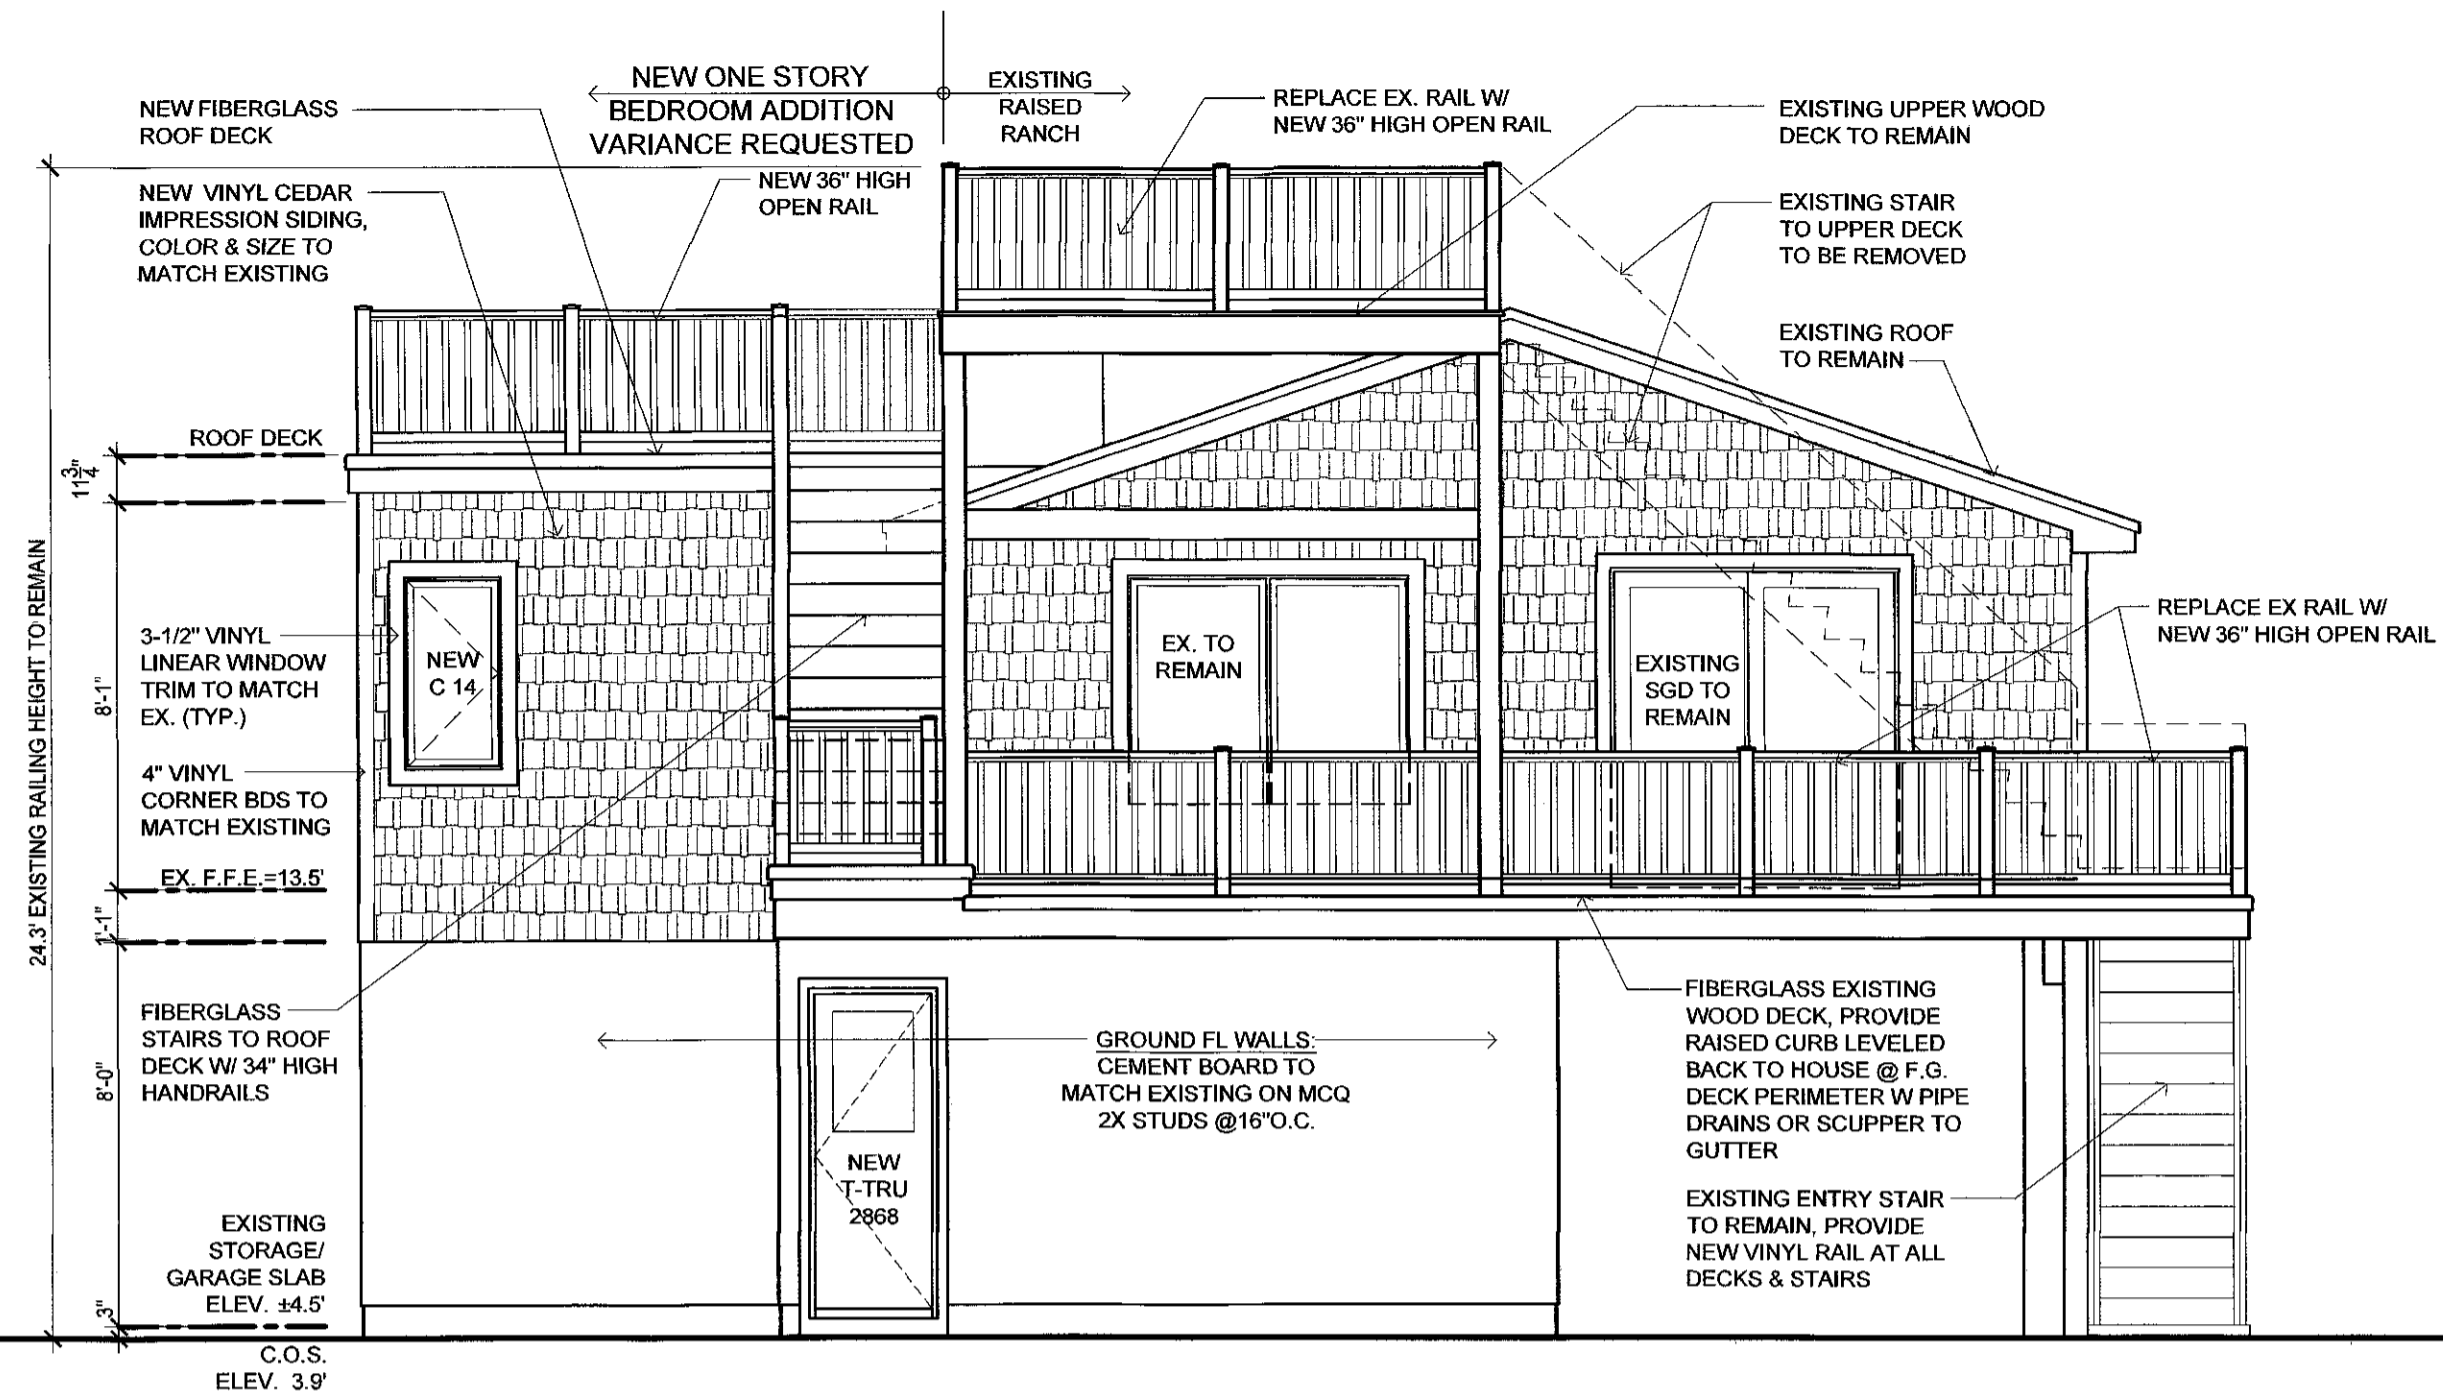 NEW ONE STORY
BEDROOM ADDITION
VARIANCE REQUESTED
EXISTING
RAISED
RANCH
NEW FIBERGLASS
ROOF DECK
NEW VINYL CEDAR
IMPRESSION SIDING,
COLOR & SIZE TO
MATCH EXISTING
NEW 36" HIGH
OPEN RAIL
REPLACE EX. RAIL W/
NEW 36" HIGH OPEN RAIL
EXISTING UPPER WOOD
DECK TO REMAIN
EXISTING STAIR
TO UPPER DECK
TO BE REMOVED
EXISTING ROOF
TO REMAIN
ROOF DECK
11 3/4"
24.3' EXISTING RAILING HEIGHT TO REMAIN
8'-1"
3-1/2" VINYL
LINEAR WINDOW
TRIM TO MATCH
EX. (TYP.)
NEW
C 14
EX. TO
REMAIN
EXISTING
SGD TO
REMAIN
REPLACE EX RAIL W/
NEW 36" HIGH OPEN RAIL
4" VINYL
CORNER BDS TO
MATCH EXISTING
EX. F.F.E.=13.5'
1'-1"
FIBERGLASS
STAIRS TO ROOF
DECK W/ 34" HIGH
HANDRAILS
8'-0"
GROUND FL WALLS:
CEMENT BOARD TO
MATCH EXISTING ON MCQ
2X STUDS @16"O.C.
NEW
T-TRU
2868
FIBERGLASS EXISTING
WOOD DECK, PROVIDE
RAISED CURB LEVELED
BACK TO HOUSE @ F.G.
DECK PERIMETER W PIPE
DRAINS OR SCUPPER TO
GUTTER
EXISTING ENTRY STAIR
TO REMAIN, PROVIDE
NEW VINYL RAIL AT ALL
DECKS & STAIRS
EXISTING
STORAGE/
GARAGE SLAB
ELEV. ±4.5'
3"
C.O.S.
ELEV. 3.9'